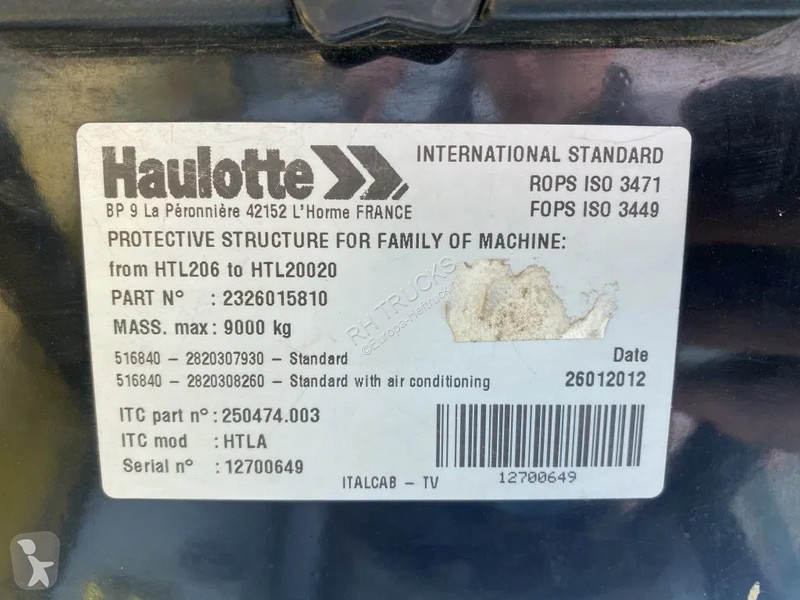 Haulotte
BP 9 La Péronnière 42152 L'Horme FRANCE
INTERNATIONAL STANDARD
ROPS ISO 3471
FOPS ISO 3449
PROTECTIVE STRUCTURE FOR FAMILY OF MACHINE:
from HTL206 to HTL20020
PART N° : 2326015810
MASS. max : 9000 kg
516840 - 2820307930 - Standard
516840 - 2820308260 - Standard with air conditioning
Date
26012012
ITC part n° : 250474.003
ITC mod : HTLA
Serial n° : 12700649
ITALCAB - TV
12700649
RH TRUCKS